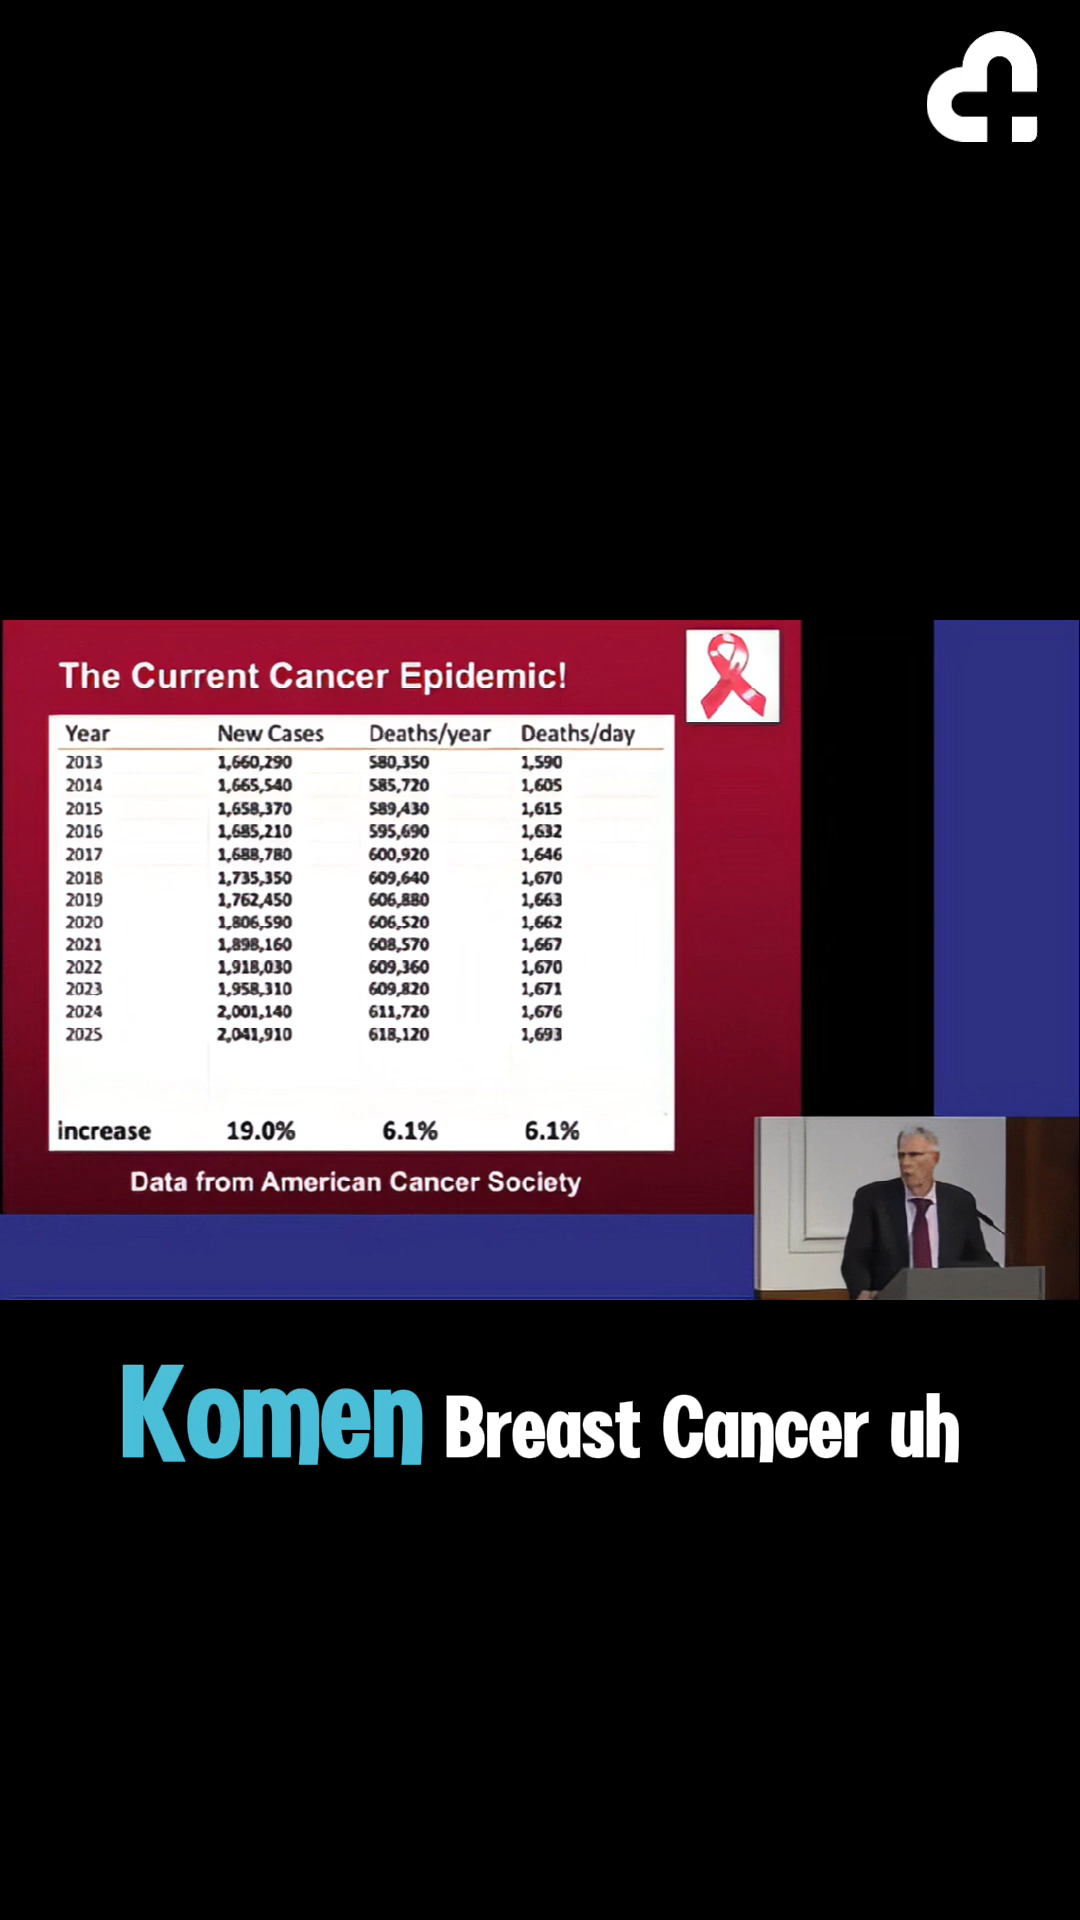 The Current Cancer Epidemic!
Year New Cases Deaths/year Deaths/day
2013 1,660,290 580,350 1,590
2014 1,665,540 585,720 1,605
2015 1,658,370 589,430 1,615
2016 1,685,210 595,690 1,632
2017 1,688,780 600,920 1,646
2018 1,735,350 609,640 1,670
2019 1,762,450 606,880 1,663
2020 1,806,590 606,520 1,662
2021 1,898,160 608,570 1,667
2022 1,918,030 609,360 1,670
2023 1,958,310 609,820 1,671
2024 2,001,140 611,720 1,676
2025 2,041,910 618,120 1,693
increase 19.0% 6.1% 6.1%
Data from American Cancer Society
Komen Breast Cancer uh